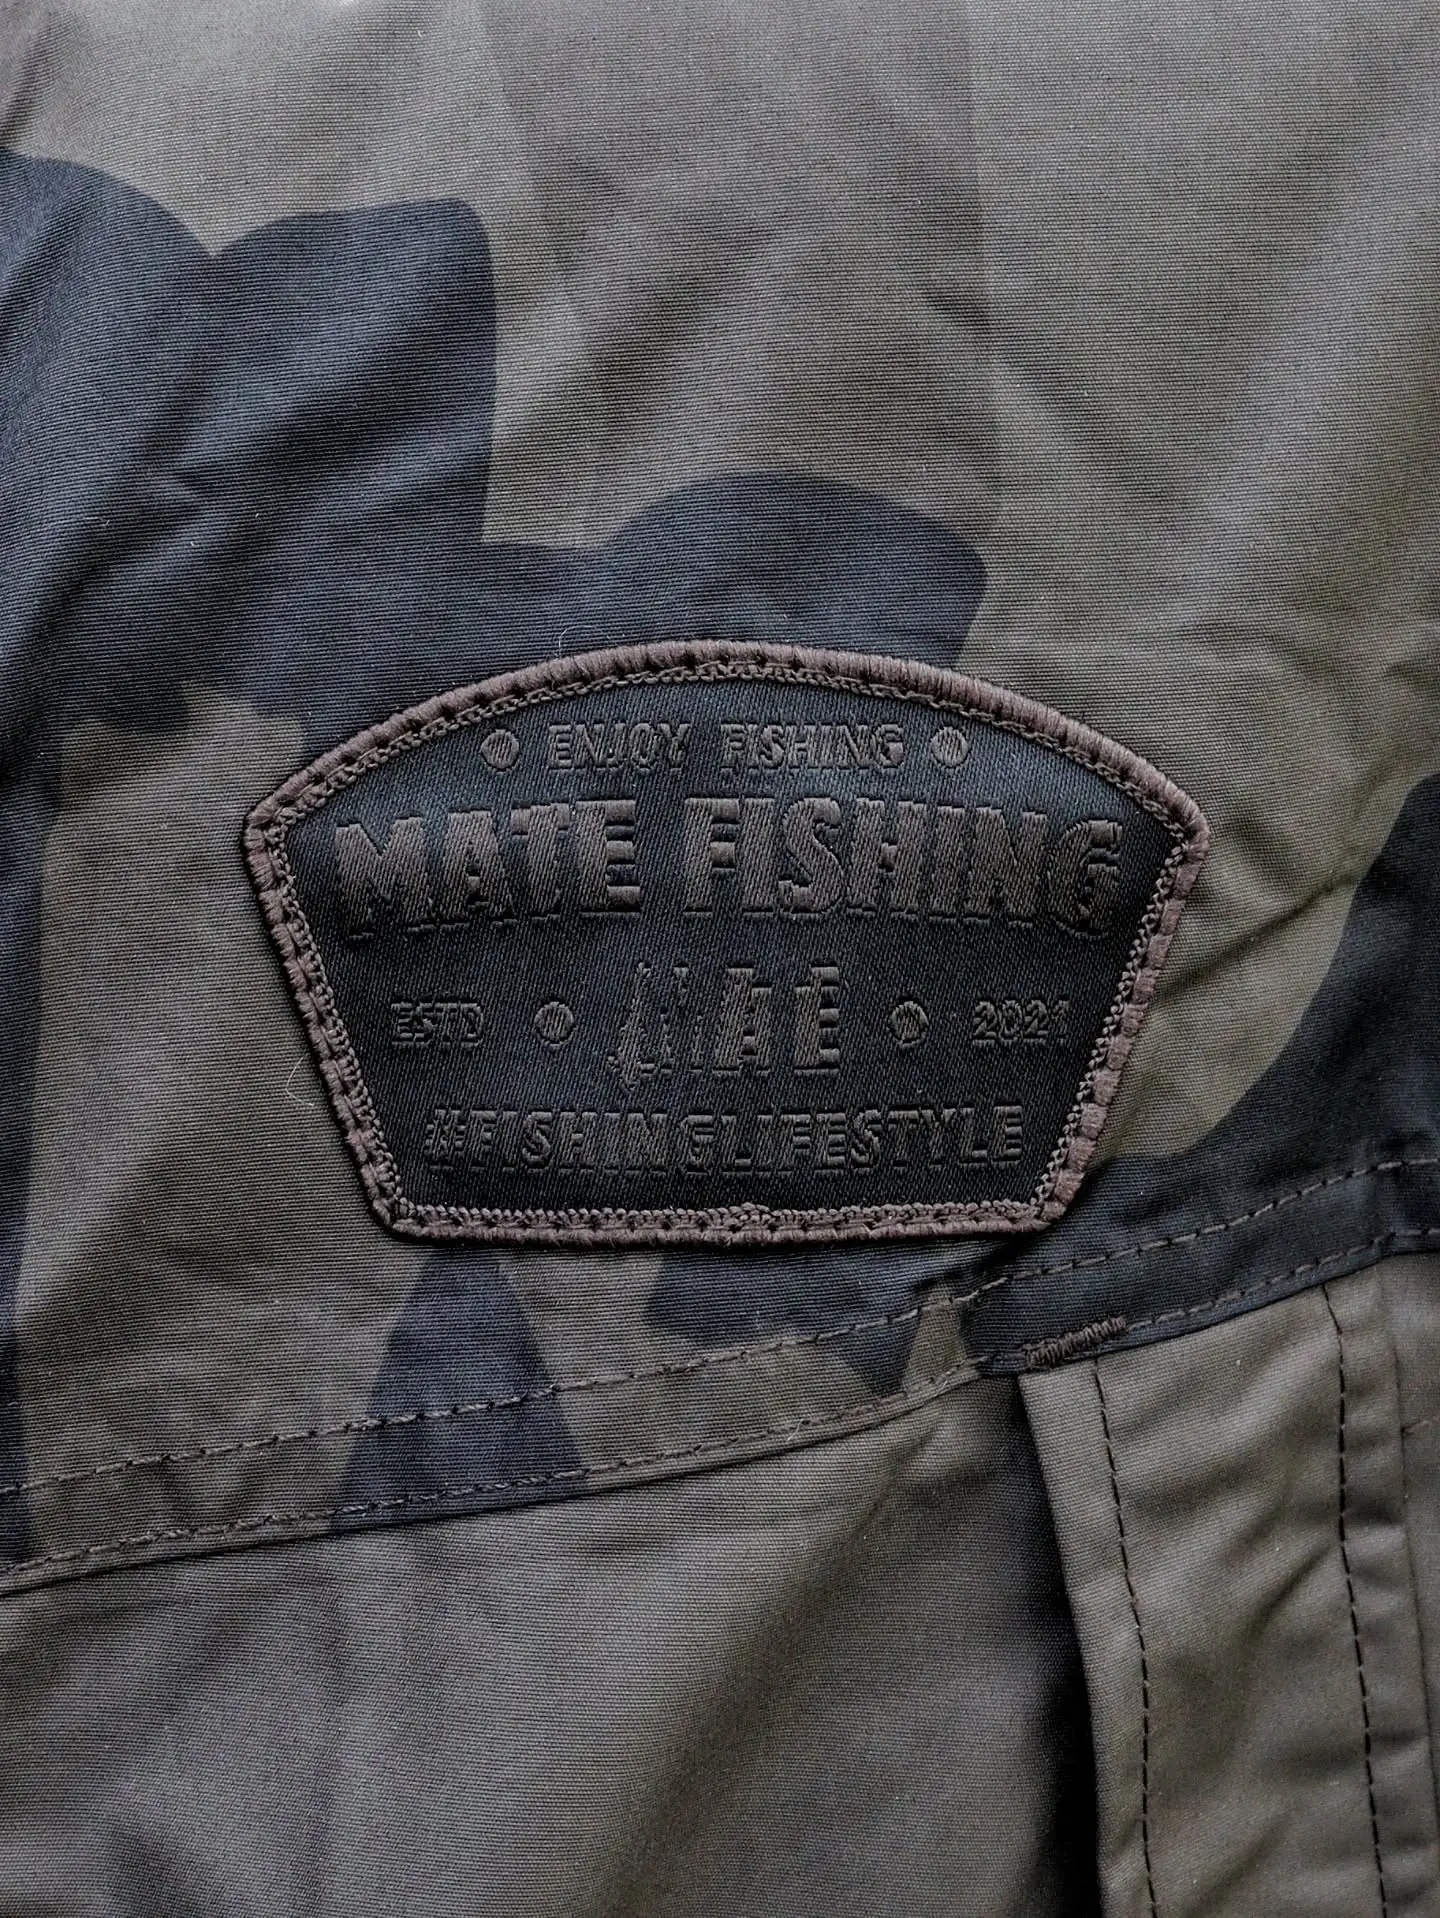 ENJOY FISHING
MATE FISHING
ESTD 2021
#FISHINGLIFESTYLE